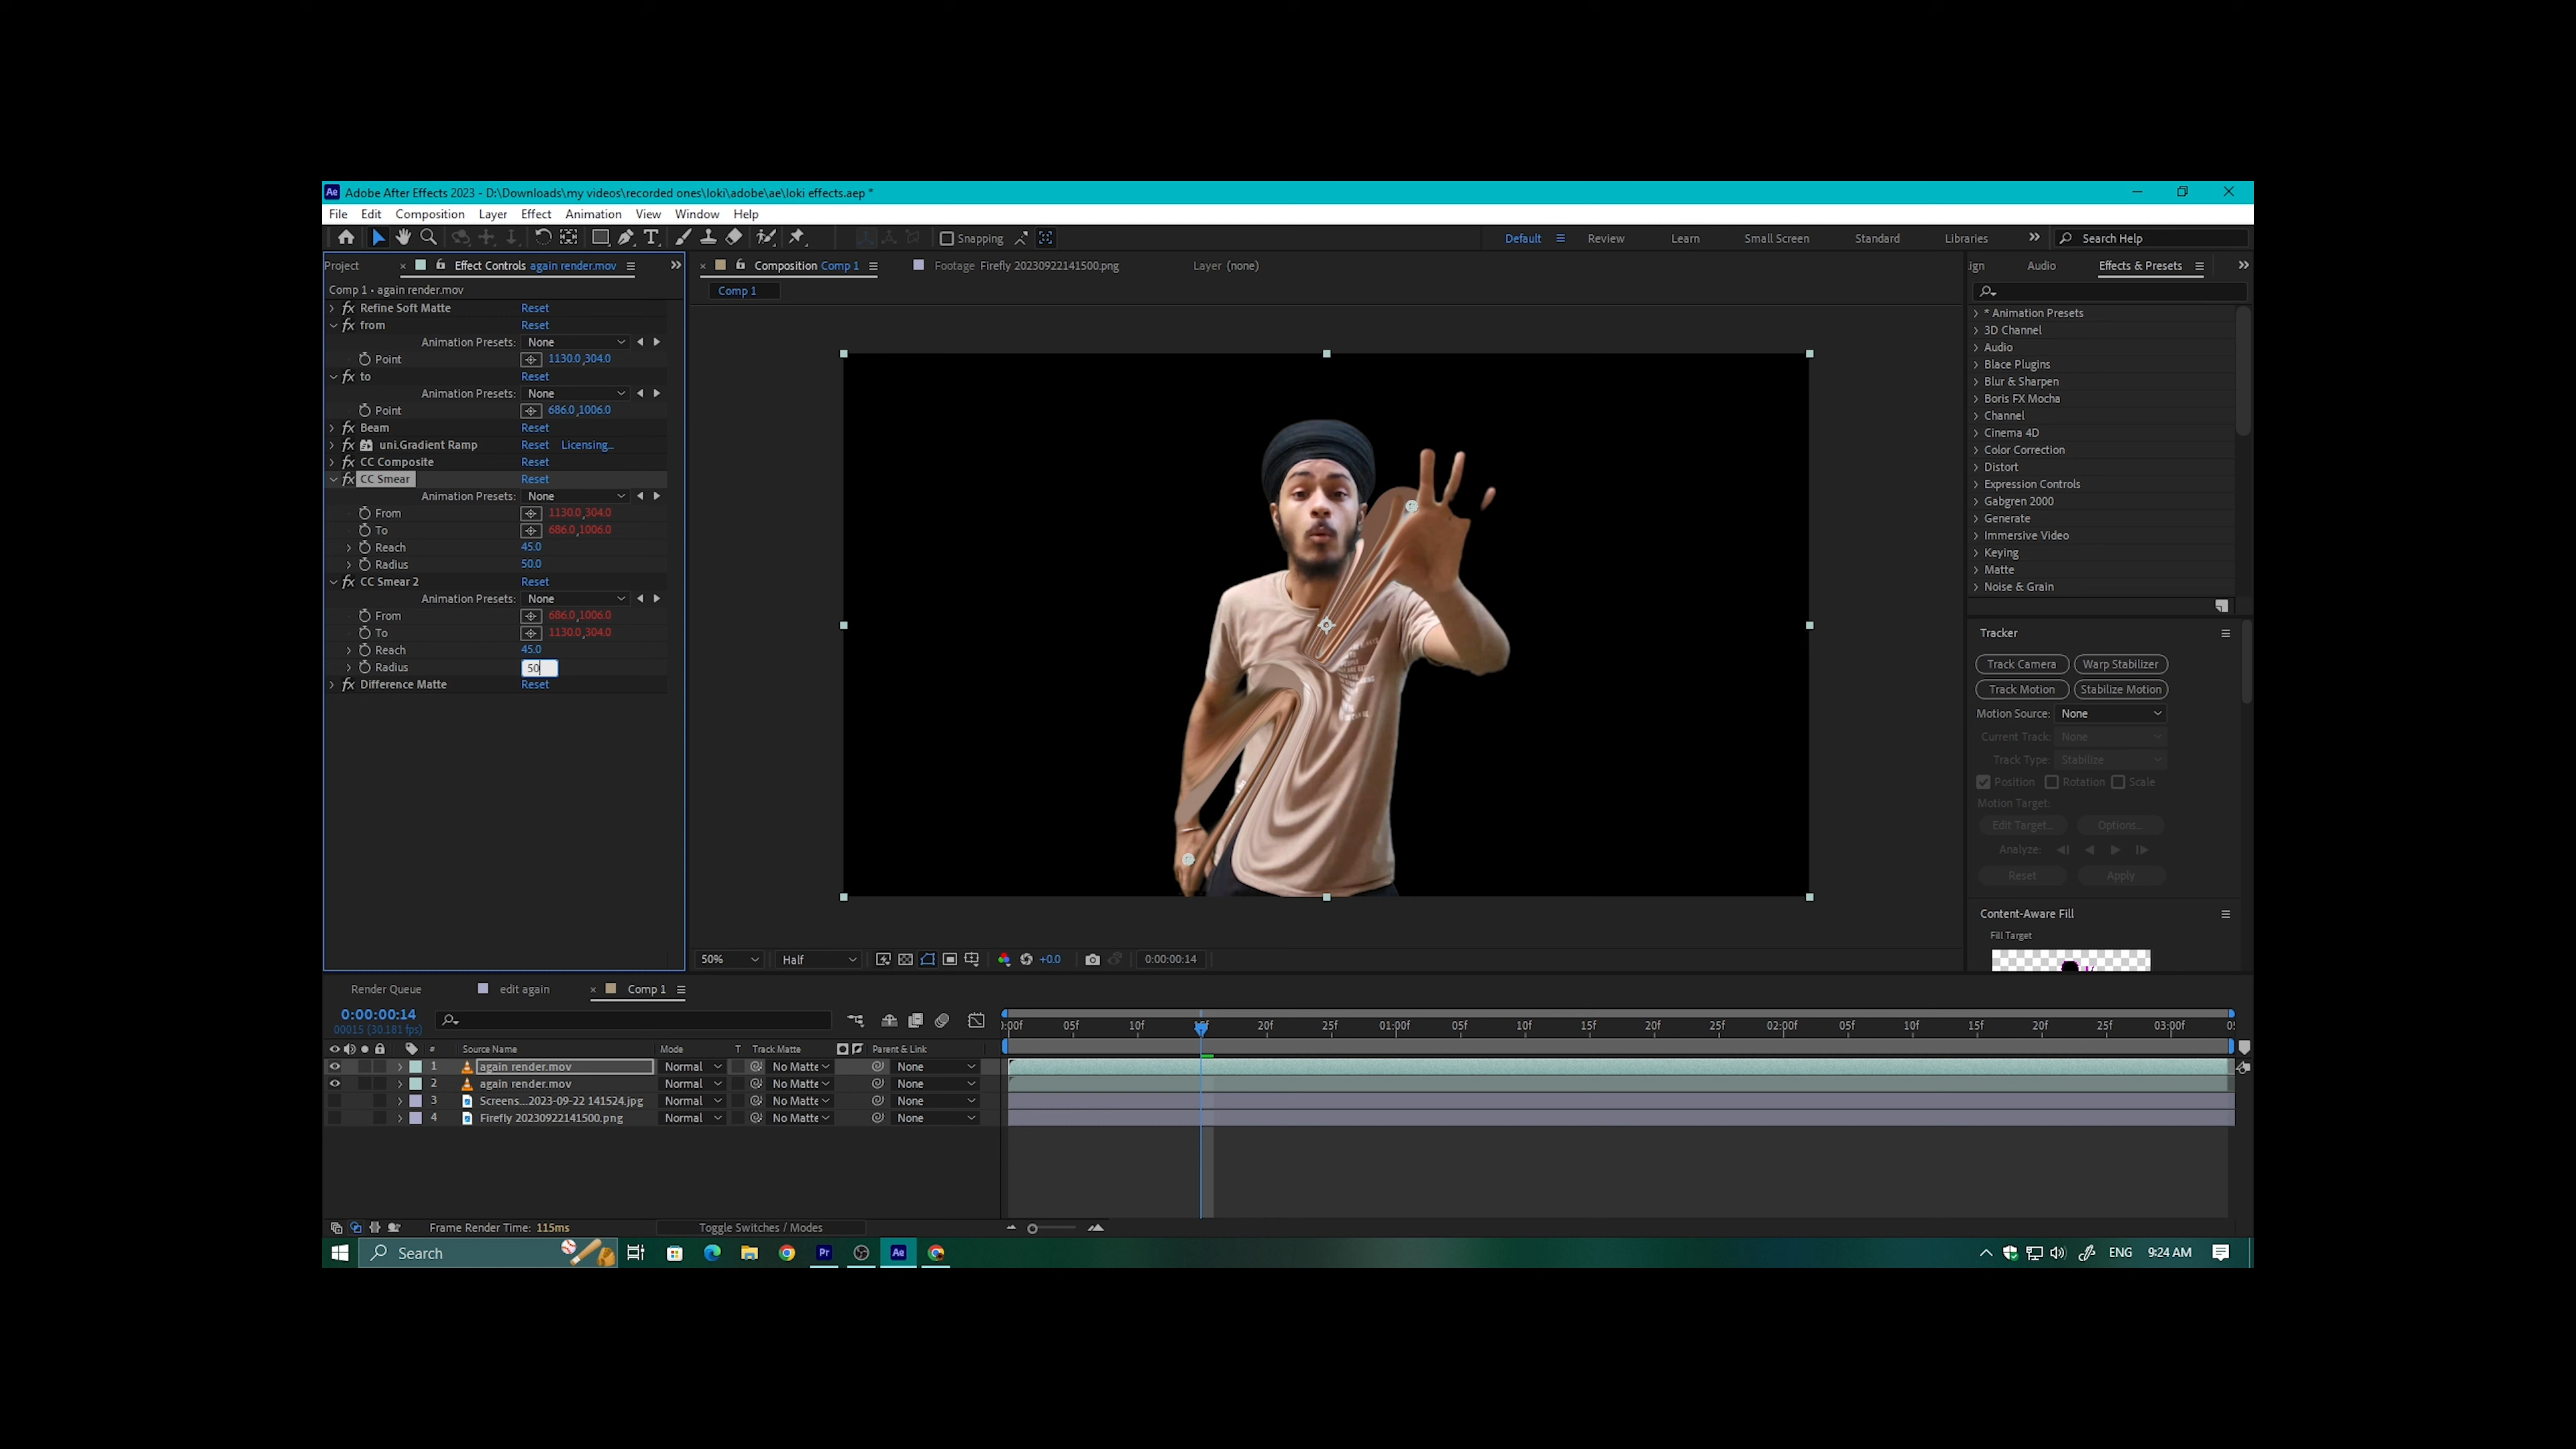 Ae Adobe After Effects 2023 - D:\Downloads\my videos\recorded ones\loki\adobe\ae\loki effects.aep *
File Edit Composition Layer Effect Animation View Window Help
Snapping Default Review Learn Small Screen Standard Libraries Search Help
Project Effect Controls again render.mov
Comp 1 • again render.mov
fx Refine Soft Matte Reset
fx from Reset
Animation Presets: None
Point 1130.0,304.0
fx to Reset
Animation Presets: None
Point 686.0,1006.0
fx Beam Reset
fx uni.Gradient Ramp Reset Licensing...
fx CC Composite Reset
fx CC Smear Reset
Animation Presets: None
From 1130.0,304.0
To 686.0,1006.0
Reach 45.0
Radius 50.0
fx CC Smear 2 Reset
Animation Presets: None
From 686.0,1006.0
To 1130.0,304.0
Reach 45.0
Radius 50
fx Difference Matte Reset
Composition Comp 1 Footage Firefly 20230922141500.png Layer (none)
Comp 1
50% Half +0.0 0:00:00:14
ign Audio Effects & Presets
* Animation Presets
3D Channel
Audio
Blace Plugins
Blur & Sharpen
Boris FX Mocha
Channel
Cinema 4D
Color Correction
Distort
Expression Controls
Gabgren 2000
Generate
Immersive Video
Keying
Matte
Noise & Grain
Tracker
Track Camera Warp Stabilizer
Track Motion Stabilize Motion
Motion Source: None
Current Track: None
Track Type: Stabilize
Position Rotation Scale
Motion Target:
Edit Target... Options...
Analyze:
Reset Apply
Content-Aware Fill
Fill Target
Render Queue edit again Comp 1
0:00:00:14
00015 (30.181 fps)
:00f 05f 10f 15f 20f 25f 01:00f 05f 10f 15f 20f 25f 02:00f 05f 10f 15f 20f 25f 03:00f
# Source Name Mode T Track Matte Parent & Link
1 again render.mov Normal No Matte None
2 again render.mov Normal No Matte None
3 Screens...2023-09-22 141524.jpg Normal No Matte None
4 Firefly 20230922141500.png Normal No Matte None
Frame Render Time: 115ms Toggle Switches / Modes
Search Pr Ae ENG 9:24 AM